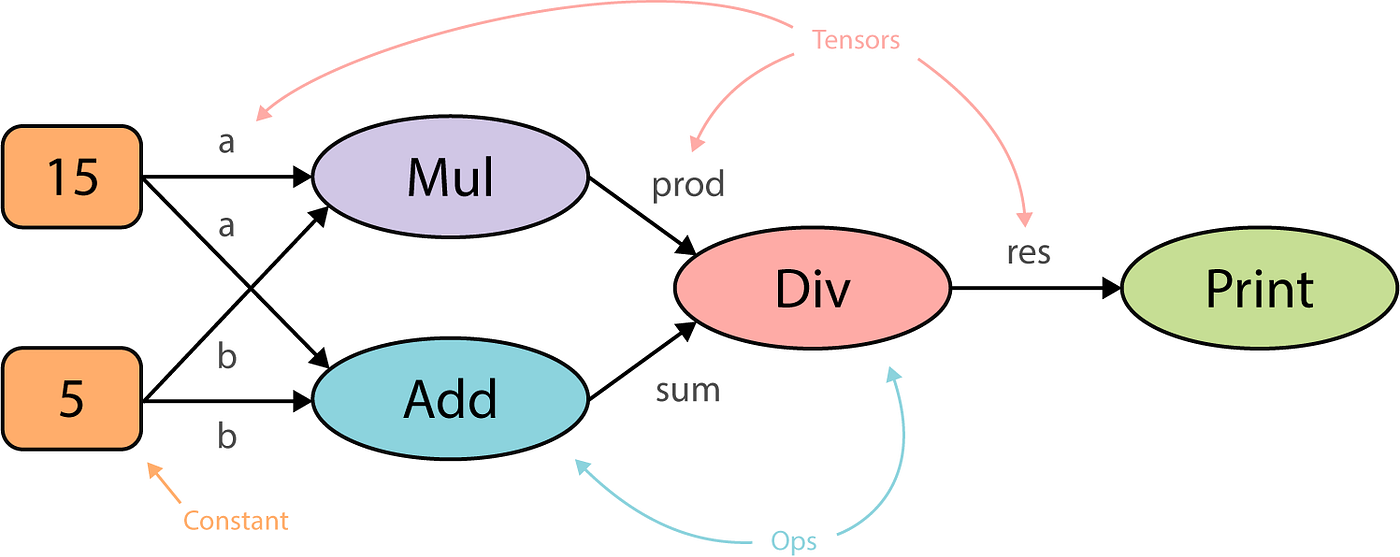 Tensors
a
15
Mul
prod
a
res
Div
Print
b
5
Add
sum
b
Constant
Ops